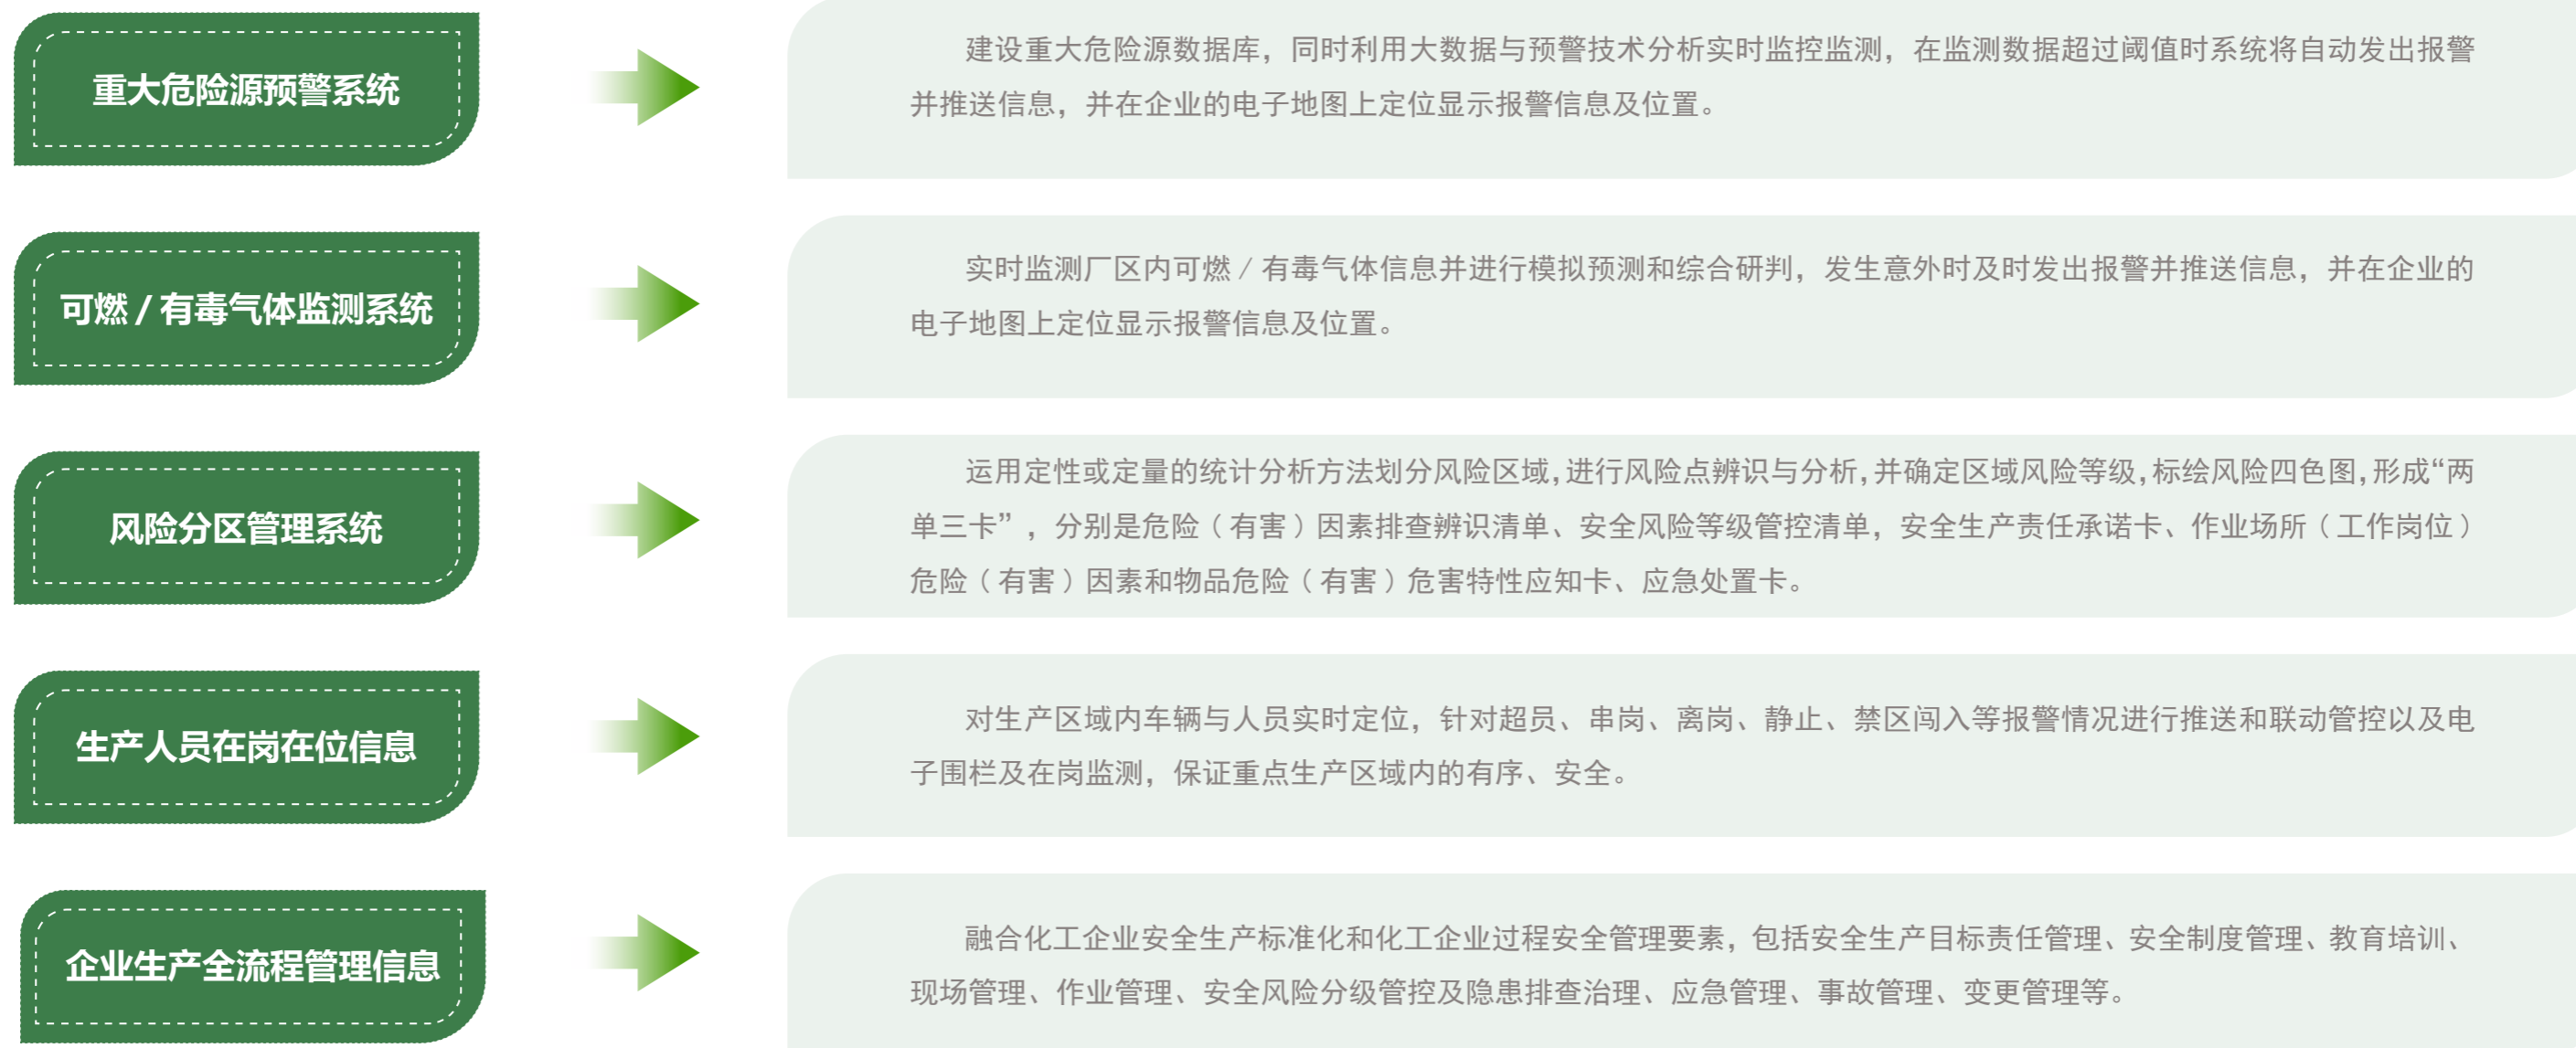 重大危险源预警系统
建设重大危险源数据库，同时利用大数据与预警技术分析实时监控监测，在监测数据超过阈值时系统将自动发出报警
并推送信息，并在企业的电子地图上定位显示报警信息及位置。
可燃 / 有毒气体监测系统
实时监测厂区内可燃 / 有毒气体信息并进行模拟预测和综合研判，发生意外时及时发出报警并推送信息，并在企业的
电子地图上定位显示报警信息及位置。
风险分区管理系统
运用定性或定量的统计分析方法划分风险区域，进行风险点辨识与分析，并确定区域风险等级，标绘风险四色图，形成“两
单三卡”，分别是危险（有害）因素排查辨识清单、安全风险等级管控清单，安全生产责任承诺卡、作业场所（工作岗位）
危险（有害）因素和物品危险（有害）危害特性应知卡、应急处置卡。
生产人员在岗在位信息
对生产区域内车辆与人员实时定位，针对超员、串岗、离岗、静止、禁区闯入等报警情况进行推送和联动管控以及电
子围栏及在岗监测，保证重点生产区域内的有序、安全。
企业生产全流程管理信息
融合化工企业安全生产标准化和化工企业过程安全管理要素，包括安全生产目标责任管理、安全制度管理、教育培训、
现场管理、作业管理、安全风险分级管控及隐患排查治理、应急管理、事故管理、变更管理等。